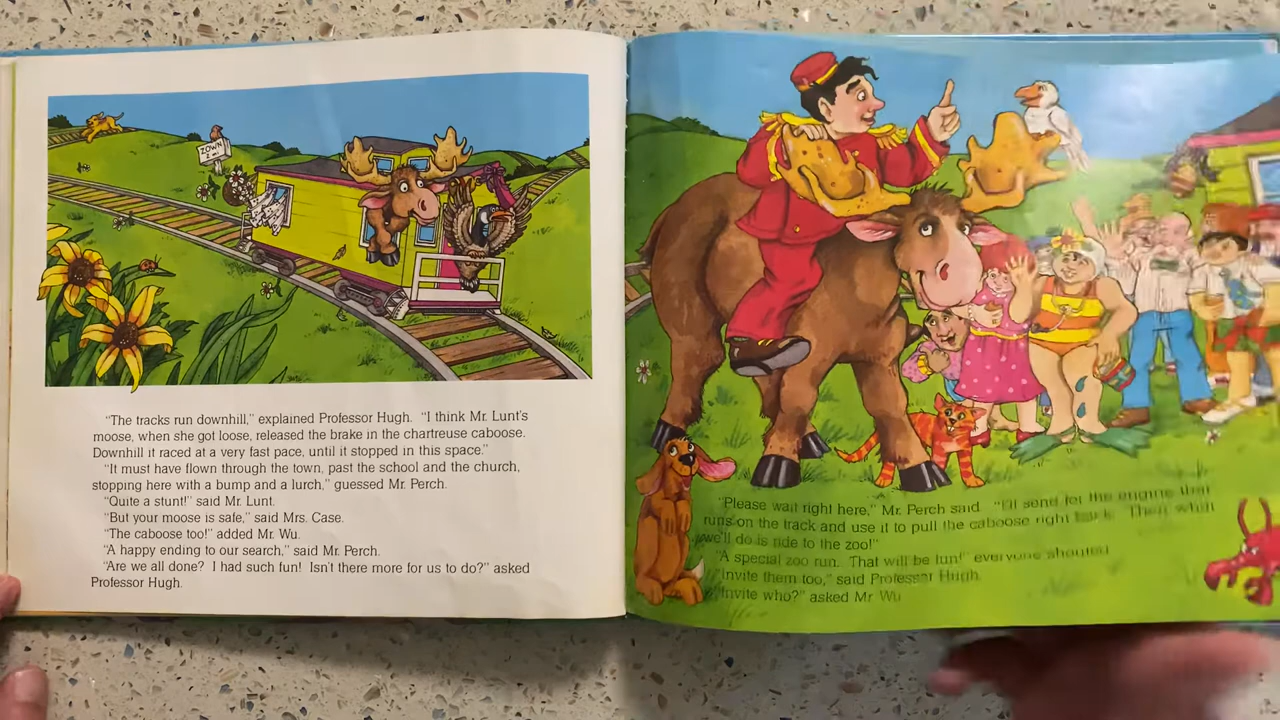 ZOWN
2 mi
"The tracks run downhill," explained Professor Hugh. "I think Mr. Lunt's
moose, when she got loose, released the brake in the chartreuse caboose.
Downhill it raced at a very fast pace, until it stopped in this space."
"It must have flown through the town, past the school and the church,
stopping here with a bump and a lurch," guessed Mr. Perch.
"Quite a stunt!" said Mr. Lunt.
"But your moose is safe," said Mrs. Case.
"The caboose too!" added Mr. Wu.
"A happy ending to our search," said Mr. Perch.
"Are we all done? I had such fun! Isn't there more for us to do?" asked
Professor Hugh.
"Please wait right here," Mr. Perch said. "I'll send for the engine that
runs on the track and use it to pull the caboose right back. Then what
we'll do is ride to the zoo!"
"A special zoo run. That will be fun!" everyone shouted.
"Invite them too," said Professor Hugh.
"Invite who?" asked Mr. Wu.